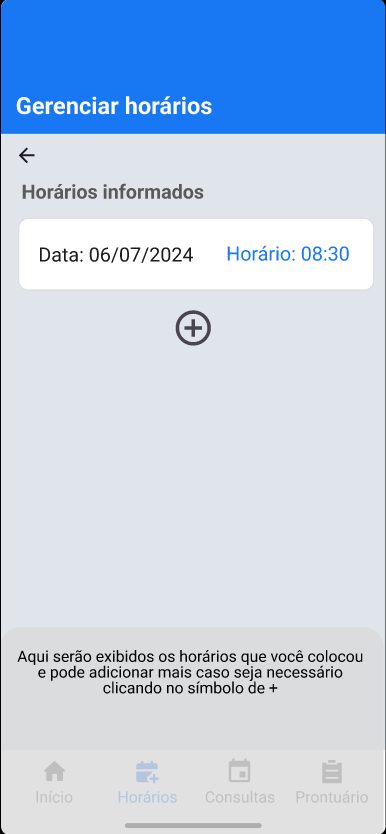 Gerenciar horários
Horários informados
Data: 06/07/2024 Horário: 08:30
Aqui serão exibidos os horários que você colocou
e pode adicionar mais caso seja necessário
clicando no símbolo de +
Início Horários Consultas Prontuário